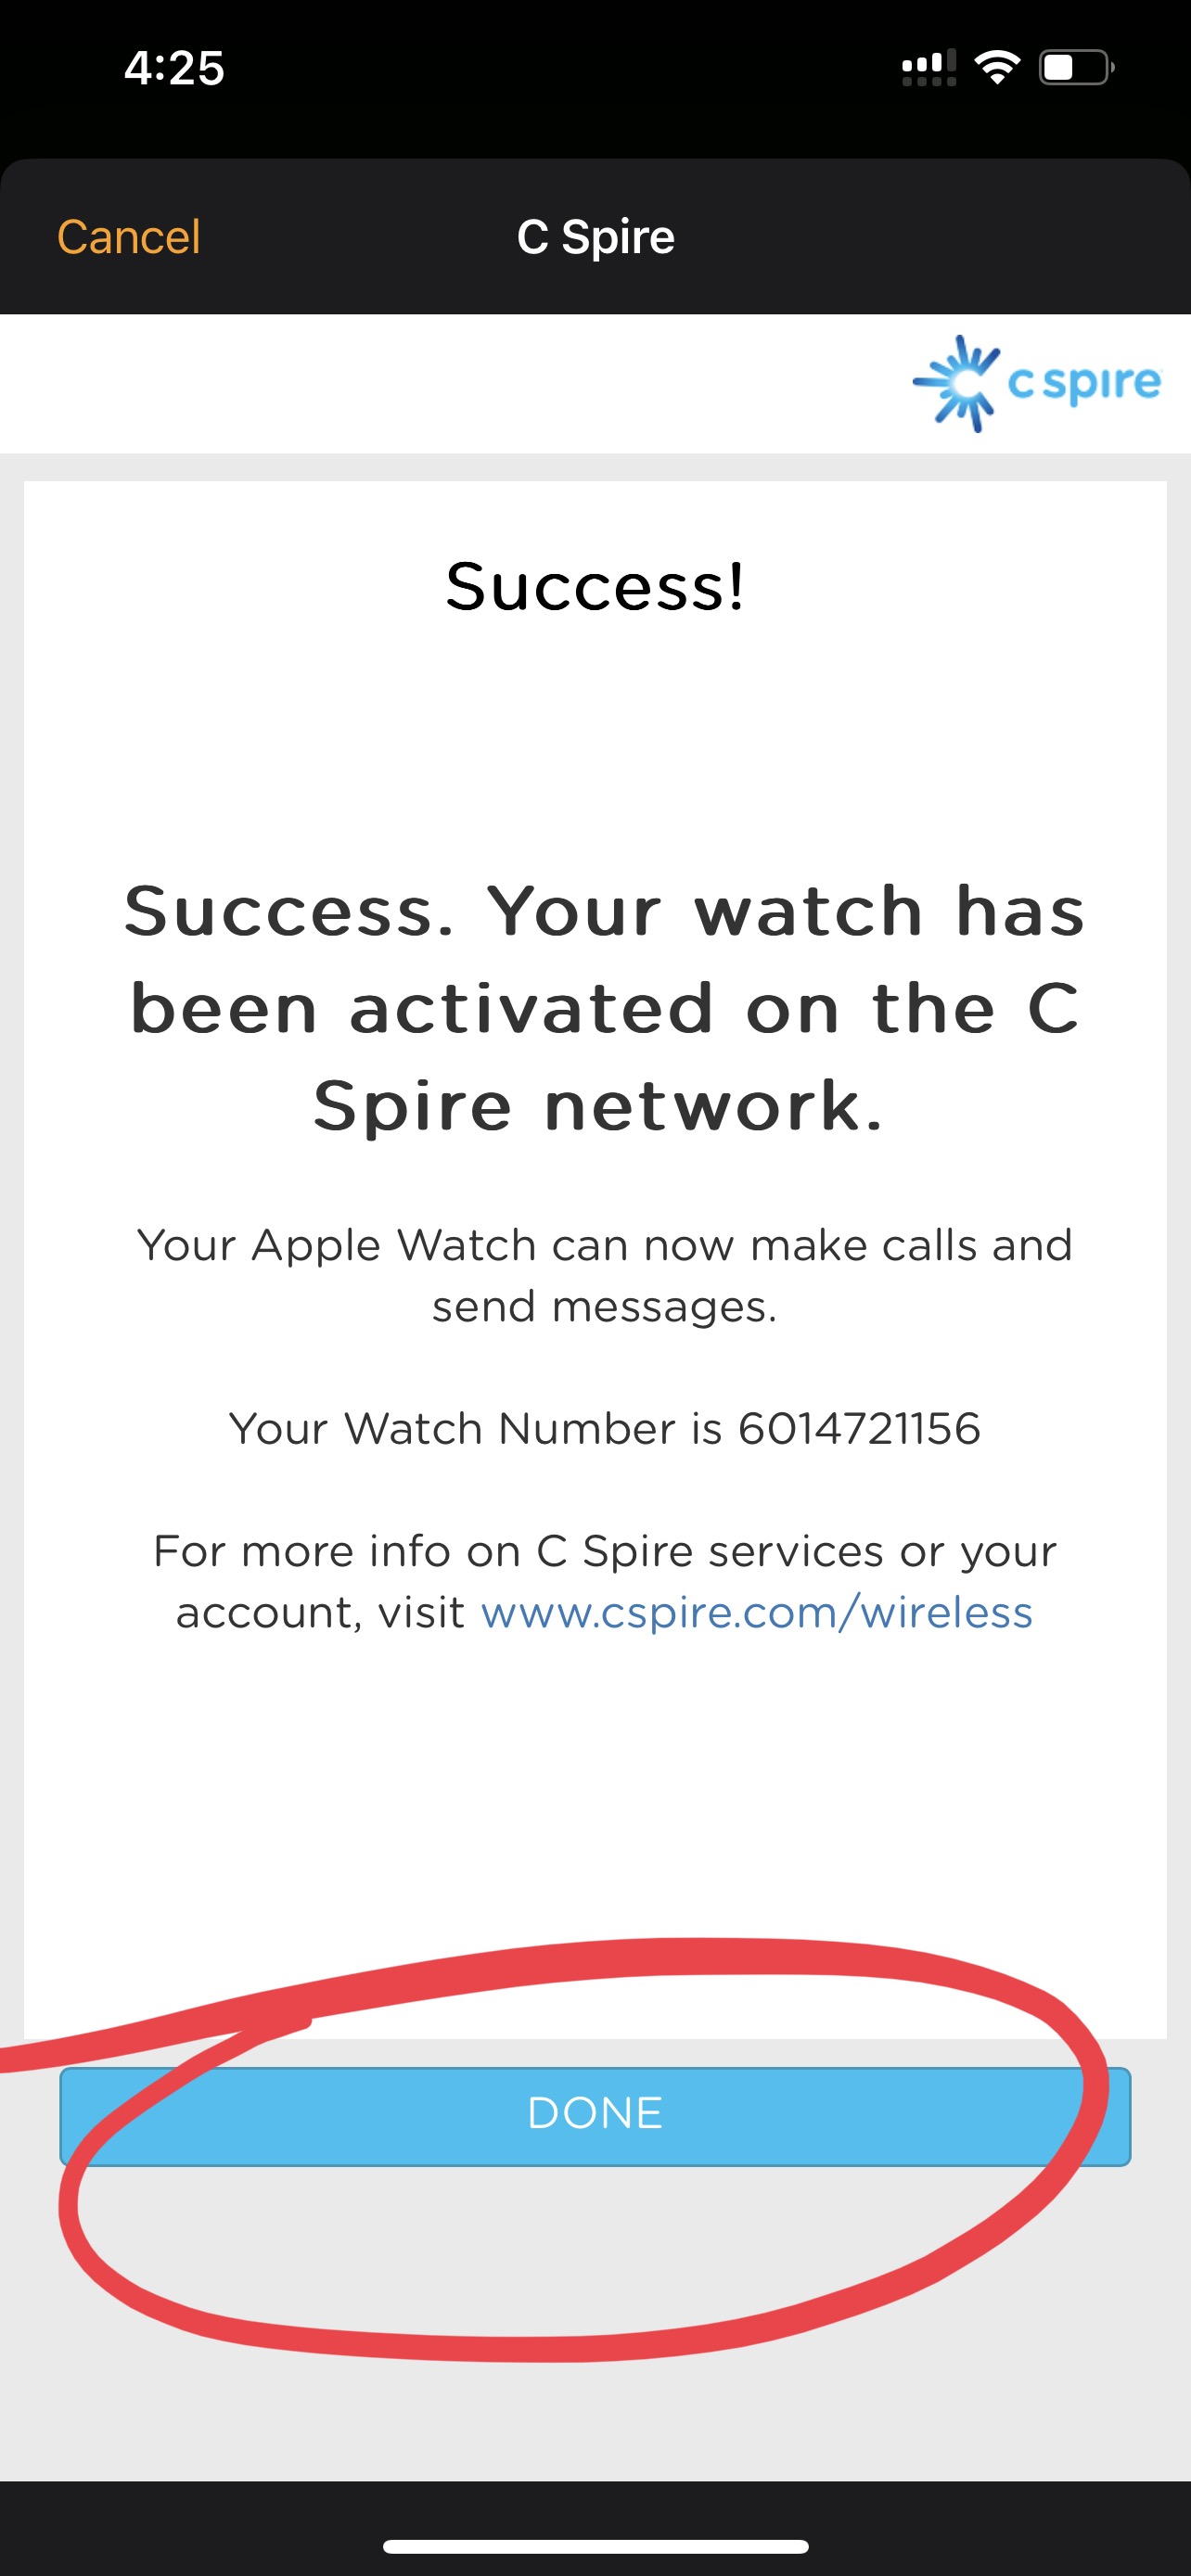 4:25
Cancel
C Spire
c spire
Success!
Success. Your watch has
been activated on the C
Spire network.
Your Apple Watch can now make calls and
send messages.
Your Watch Number is 6014721156
For more info on C Spire services or your
account, visit www.cspire.com/wireless
DONE